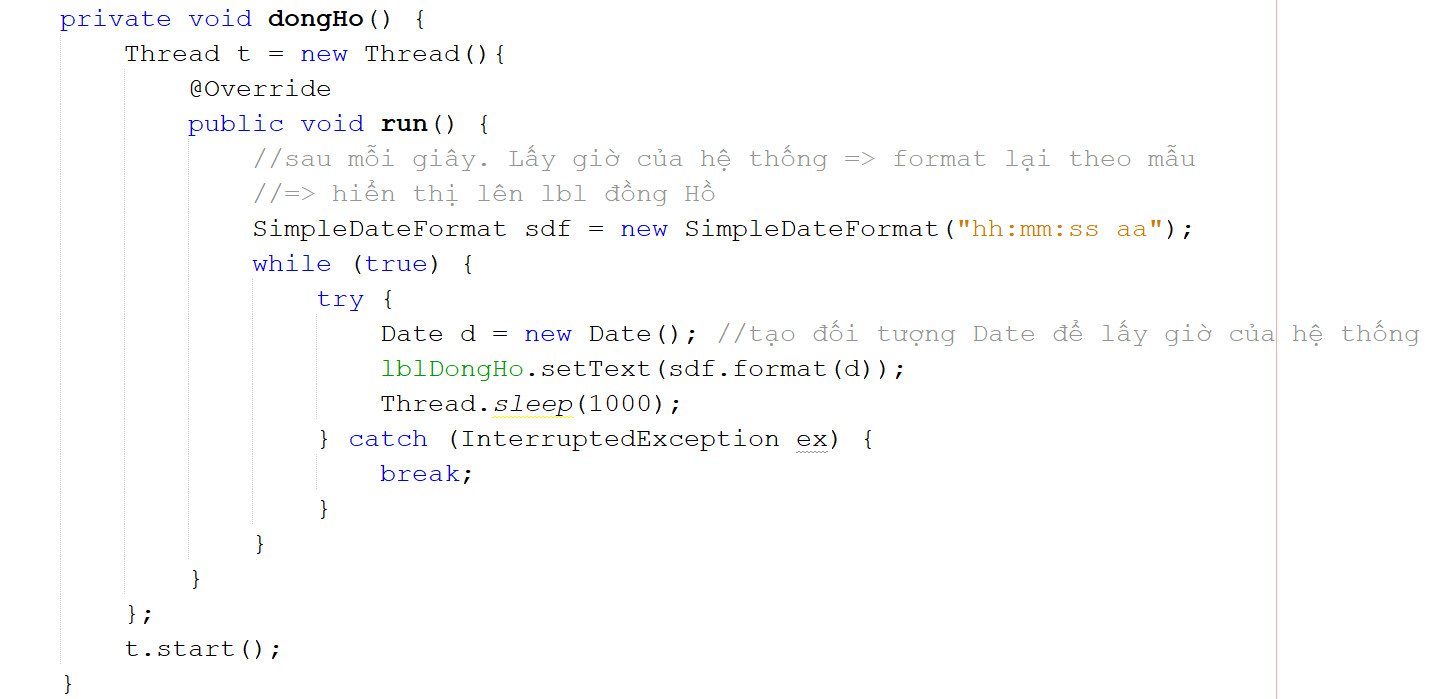 private void dongHo() {
Thread t = new Thread(){
@Override
public void run() {
//sau mỗi giây. Lấy giờ của hệ thống => format lại theo mẫu
//=> hiển thị lên lbl đồng Hồ
SimpleDateFormat sdf = new SimpleDateFormat("hh:mm:ss aa");
while (true) {
try {
Date d = new Date(); //tạo đối tượng Date để lấy giờ của hệ thống
lblDongHo.setText(sdf.format(d));
Thread.sleep(1000);
} catch (InterruptedException ex) {
break;
}
}
}
};
t.start();
}